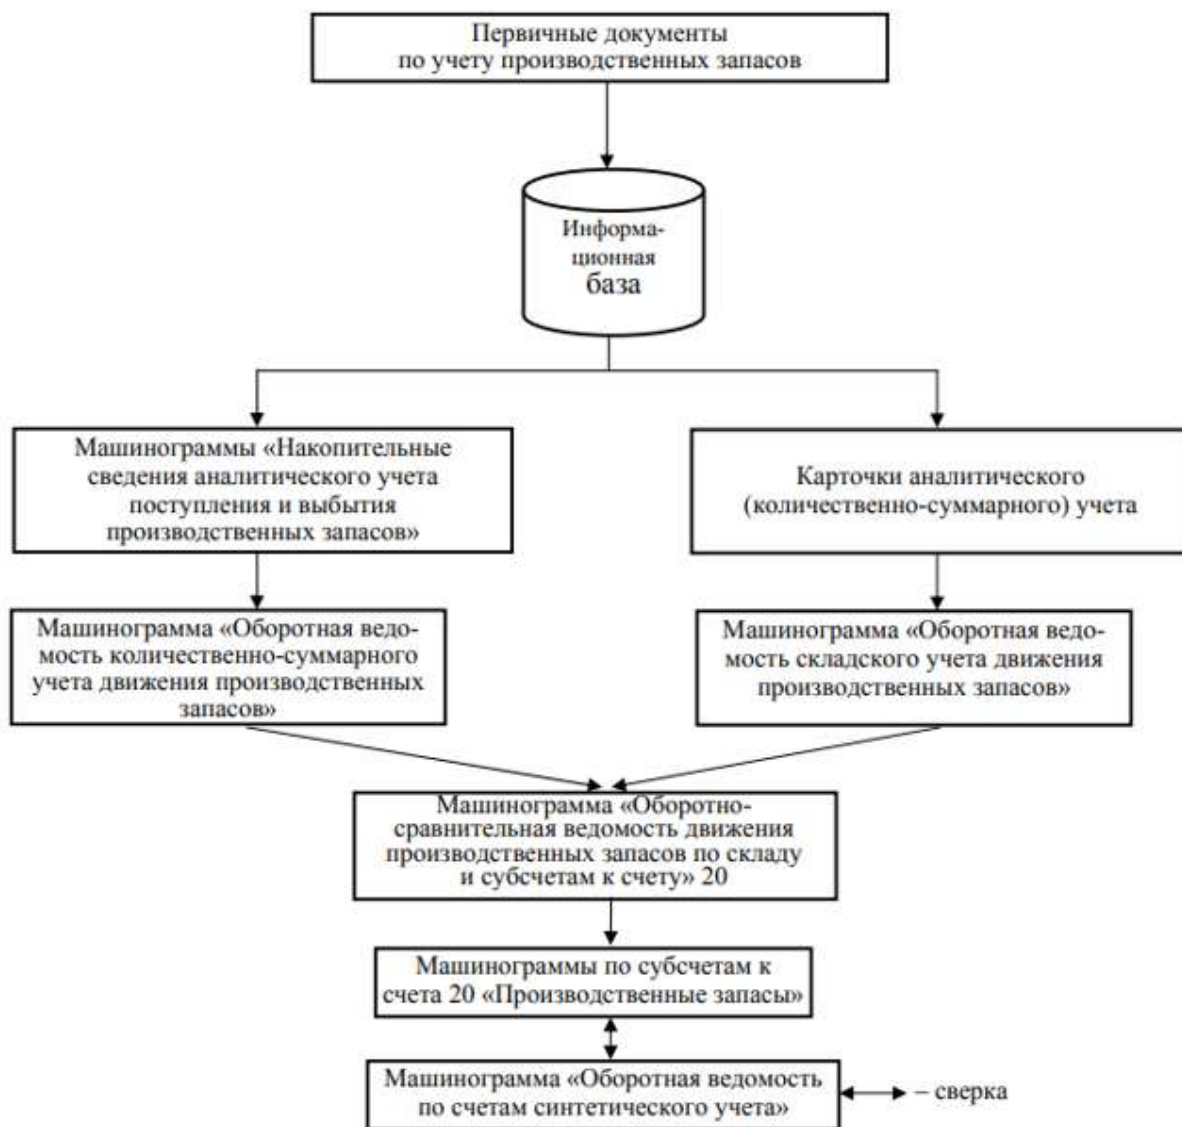 Первичные документы
по учету производственных запасов
Информа-
ционная
база
Машинограммы «Накопительные
сведения аналитического учета
поступления и выбытия
производственных запасов»
Карточки аналитического
(количественно-суммарного) учета
Машинограмма «Оборотная ведо-
мость количественно-суммарного
учета движения производственных
запасов»
Машинограмма «Оборотная ведо-
мость складского учета движения
производственных запасов»
Машинограмма «Оборотно-
сравнительная ведомость движения
производственных запасов по складу
и субсчетам к счету» 20
Машинограммы по субсчетам к
счета 20 «Производственные запасы»
Машинограмма «Оборотная ведомость
по счетам синтетического учета»
– сверка